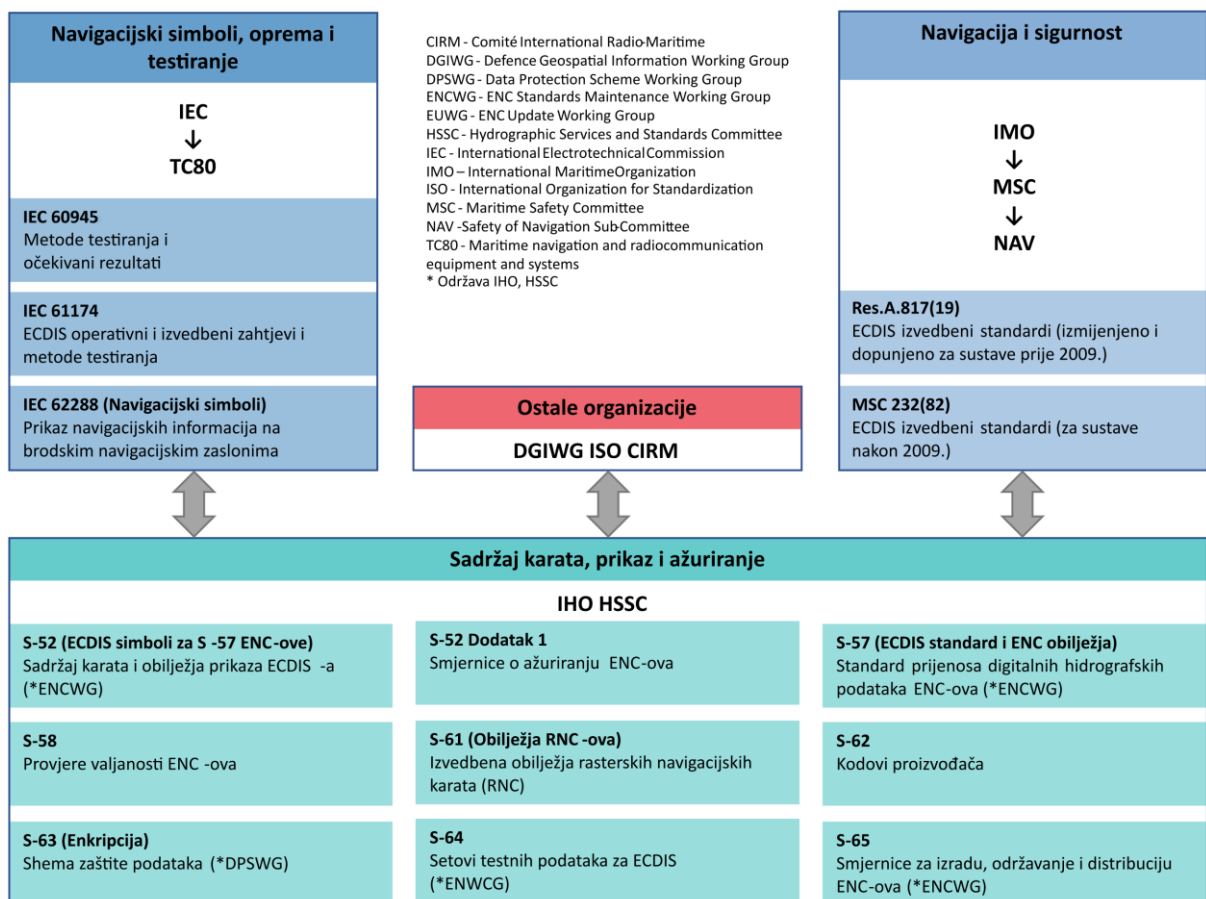 Navigacijski simboli, oprema i
testiranje
IEC
↓
TC80
IEC 60945
Metode testiranja i
očekivani rezultati
IEC 61174
ECDIS operativni i izvedbeni zahtjevi i
metode testiranja
IEC 62288 (Navigacijski simboli)
Prikaz navigacijskih informacija na
brodskim navigacijskim zaslonima
CIRM - Comité International Radio-Maritime
DGIWG - Defence Geospatial Information Working Group
DPSWG - Data Protection Scheme Working Group
ENCWG - ENC Standards Maintenance Working Group
EUWG - ENC Update Working Group
HSSC - Hydrographic Services and Standards Committee
IEC - International Electrotechnical Commission
IMO – International Maritime Organization
ISO - International Organization for Standardization
MSC - Maritime Safety Committee
NAV -Safety of Navigation Sub-Committee
TC80 - Maritime navigation and radiocommunication
equipment and systems
* Održava IHO, HSSC
Ostale organizacije
DGIWG ISO CIRM
Navigacija i sigurnost
IMO
↓
MSC
↓
NAV
Res.A.817(19)
ECDIS izvedbeni standardi (izmijenjeno i
dopunjeno za sustave prije 2009.)
MSC 232(82)
ECDIS izvedbeni standardi (za sustave
nakon 2009.)
Sadržaj karata, prikaz i ažuriranje
IHO HSSC
S-52 (ECDIS simboli za S -57 ENC-ove)
Sadržaj karata i obilježja prikaza ECDIS -a
(*ENCWG)
S-52 Dodatak 1
Smjernice o ažuriranju ENC-ova
S-57 (ECDIS standard i ENC obilježja)
Standard prijenosa digitalnih hidrografskih
podataka ENC-ova (*ENCWG)
S-58
Provjere valjanosti ENC -ova
S-61 (Obilježja RNC -ova)
Izvedbena obilježja rasterskih navigacijskih
karata (RNC)
S-62
Kodovi proizvođača
S-63 (Enkripcija)
Shema zaštite podataka (*DPSWG)
S-64
Setovi testnih podataka za ECDIS
(*ENWCG)
S-65
Smjernice za izradu, održavanje i distribuciju
ENC-ova (*ENCWG)